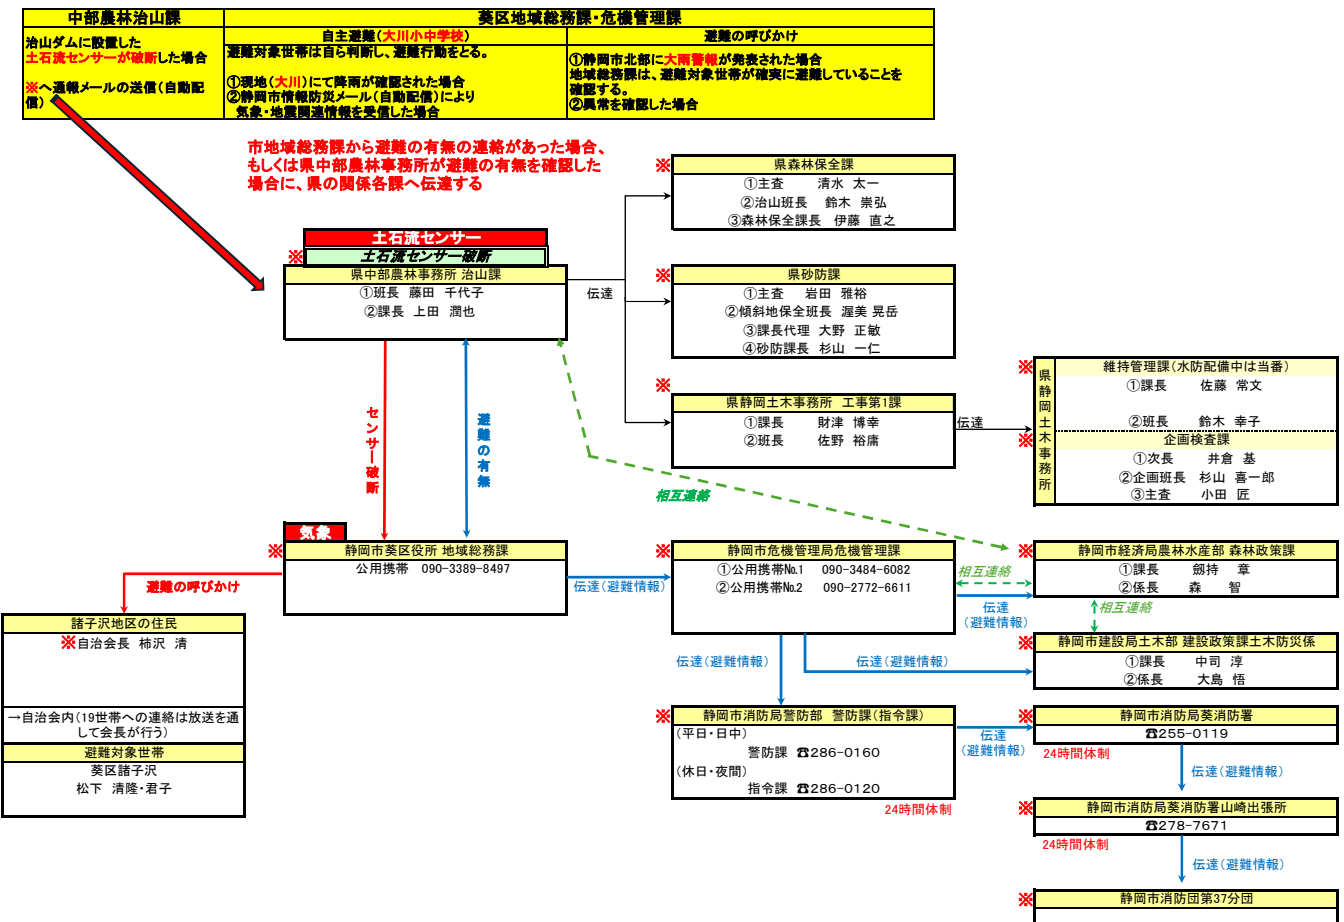 中部農林治山課
葵区地域総務課・危機管理課
治山ダムに設置した
土石流センサーが破断した場合
※へ通報メールの送信(自動配
信)
自主避難(大川小中学校)
避難対象世帯は自ら判断し、避難行動をとる。
①現地(大川)にて降雨が確認された場合
②静岡市情報防災メール(自動配信)により
気象・地震関連情報を受信した場合
避難の呼びかけ
①静岡市北部に大雨警報が発表された場合
地域総務課は、避難対象世帯が確実に避難していることを
確認する。
②異常を確認した場合
市地域総務課から避難の有無の連絡があった場合、
もしくは県中部農林事務所が避難の有無を確認した
場合に、県の関係各課へ伝達する
土石流センサー
※
土石流センサー破断
県中部農林事務所 治山課
①班長 藤田 千代子
②課長 上田 潤也
伝達
※
県森林保全課
①主査 清水 太一
②治山班長 鈴木 崇弘
③森林保全課長 伊藤 直之
※
県砂防課
①主査 岩田 雅裕
②傾斜地保全班長 渥美 晃岳
③課長代理 大野 正敏
④砂防課長 杉山 一仁
※
県静岡土木事務所 工事第1課
①課長 財津 博幸
②班長 佐野 裕庸
伝達
県静岡土木事務所
※
維持管理課(水防配備中は当番)
①課長 佐藤 常文
②班長 鈴木 幸子
※
企画検査課
①次長 井倉 基
②企画班長 杉山 喜一郎
③主査 小田 匠
センサー破断
避難の有無
相互連絡
気象
※
静岡市葵区役所 地域総務課
公用携帯 090-3389-8497
避難の呼びかけ
伝達(避難情報)
※
静岡市危機管理局危機管理課
①公用携帯№1 090-3484-6082
②公用携帯№2 090-2772-6611
相互連絡
伝達
(避難情報)
※
静岡市経済局農林水産部 森林政策課
①課長 劔持 章
②係長 森 智
相互連絡
※
静岡市建設局土木部 建設政策課土木防災係
①課長 中司 淳
②係長 大島 悟
伝達(避難情報)
伝達(避難情報)
諸子沢地区の住民
※自治会長 柿沢 清
→自治会内(19世帯への連絡は放送を通
して会長が行う)
避難対象世帯
葵区諸子沢
松下 清隆・君子
※
静岡市消防局警防部 警防課(指令課)
(平日・日中)
警防課 ☎286-0160
(休日・夜間)
指令課 ☎286-0120
24時間体制
伝達
(避難情報)
※
静岡市消防局葵消防署
☎255-0119
24時間体制
伝達(避難情報)
※
静岡市消防局葵消防署山崎出張所
☎278-7671
24時間体制
伝達(避難情報)
※
静岡市消防団第37分団